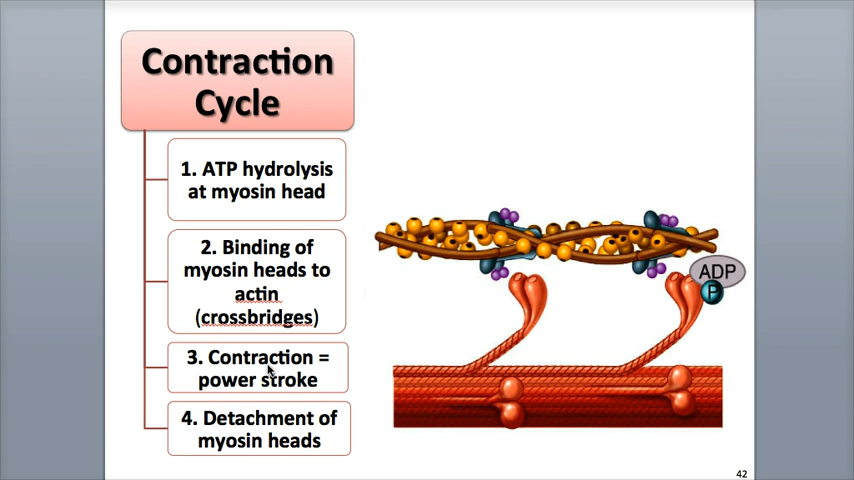 Contraction
Cycle
1. ATP hydrolysis
at myosin head
2. Binding of
myosin heads to
actin
(crossbridges)
3. Contraction =
power stroke
4. Detachment of
myosin heads
ADP
P
42